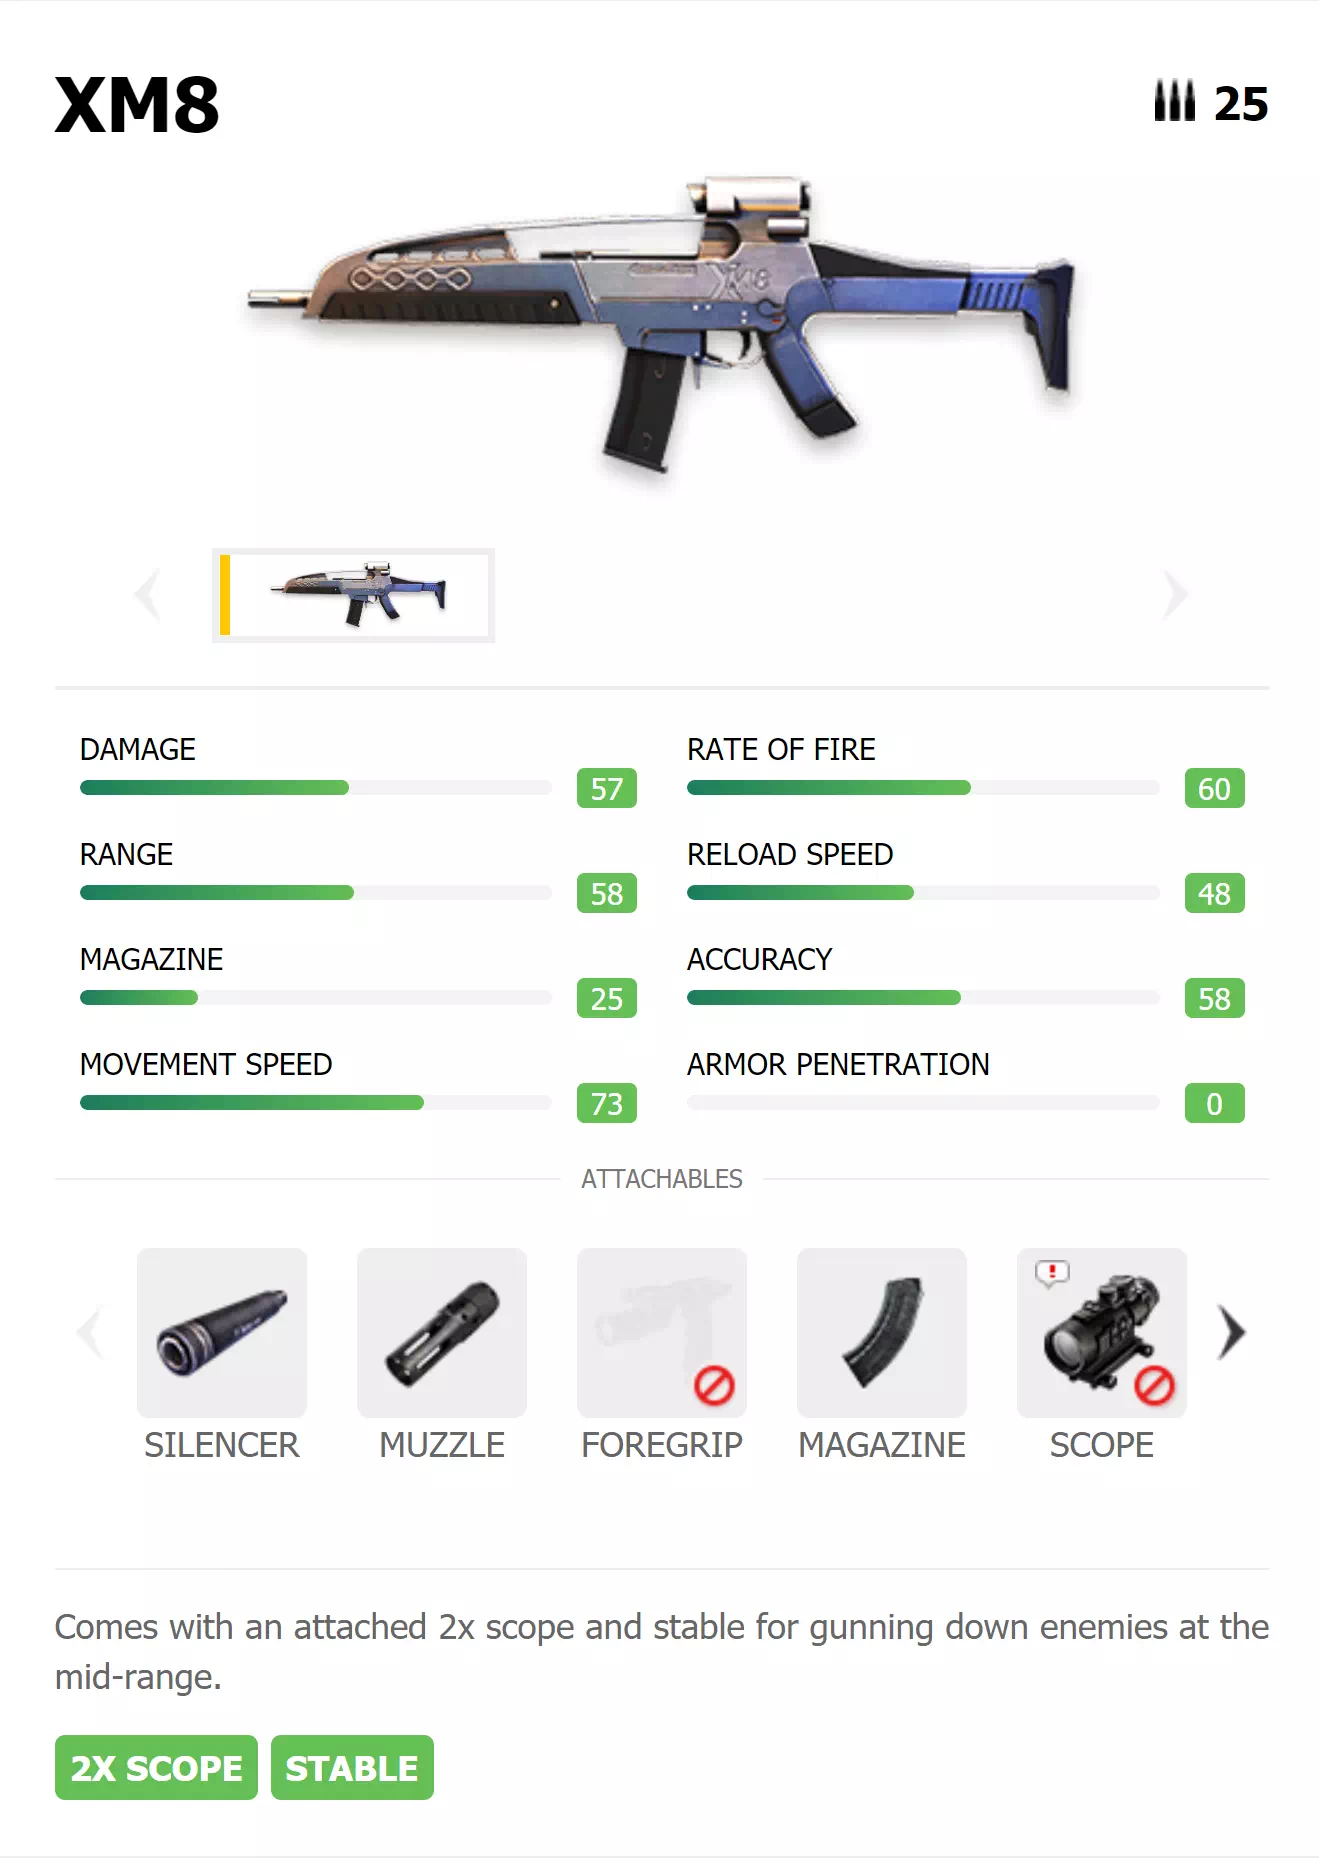 XM8
25
XM8
DAMAGE
57
RATE OF FIRE
60
RANGE
58
RELOAD SPEED
48
MAGAZINE
25
ACCURACY
58
MOVEMENT SPEED
73
ARMOR PENETRATION
0
ATTACHABLES
SILENCER
MUZZLE
FOREGRIP
MAGAZINE
SCOPE
Comes with an attached 2x scope and stable for gunning down enemies at the
mid-range.
2X SCOPE
STABLE